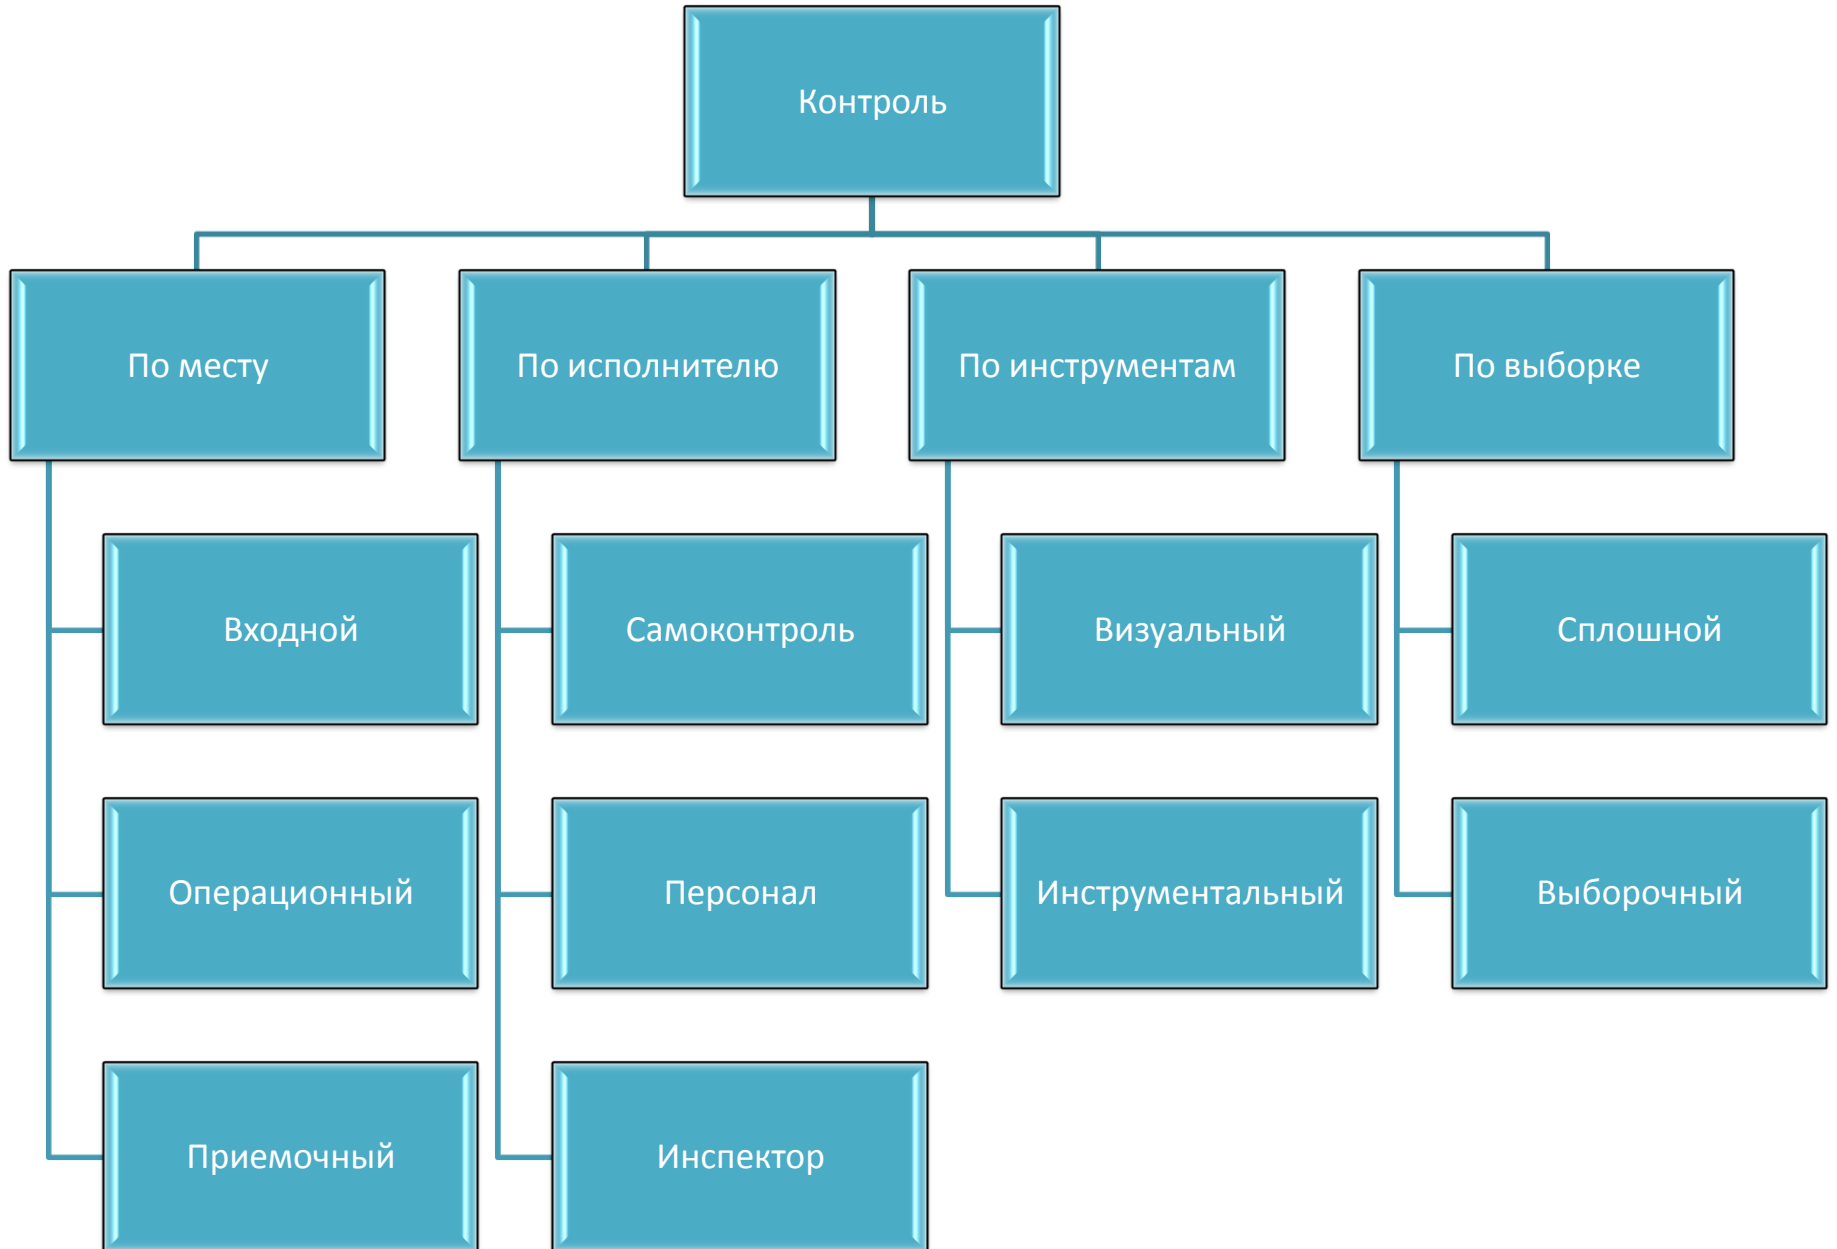 Контроль
По месту
По исполнителю
По инструментам
По выборке
Входной
Самоконтроль
Визуальный
Сплошной
Операционный
Персонал
Инструментальный
Выборочный
Приемочный
Инспектор